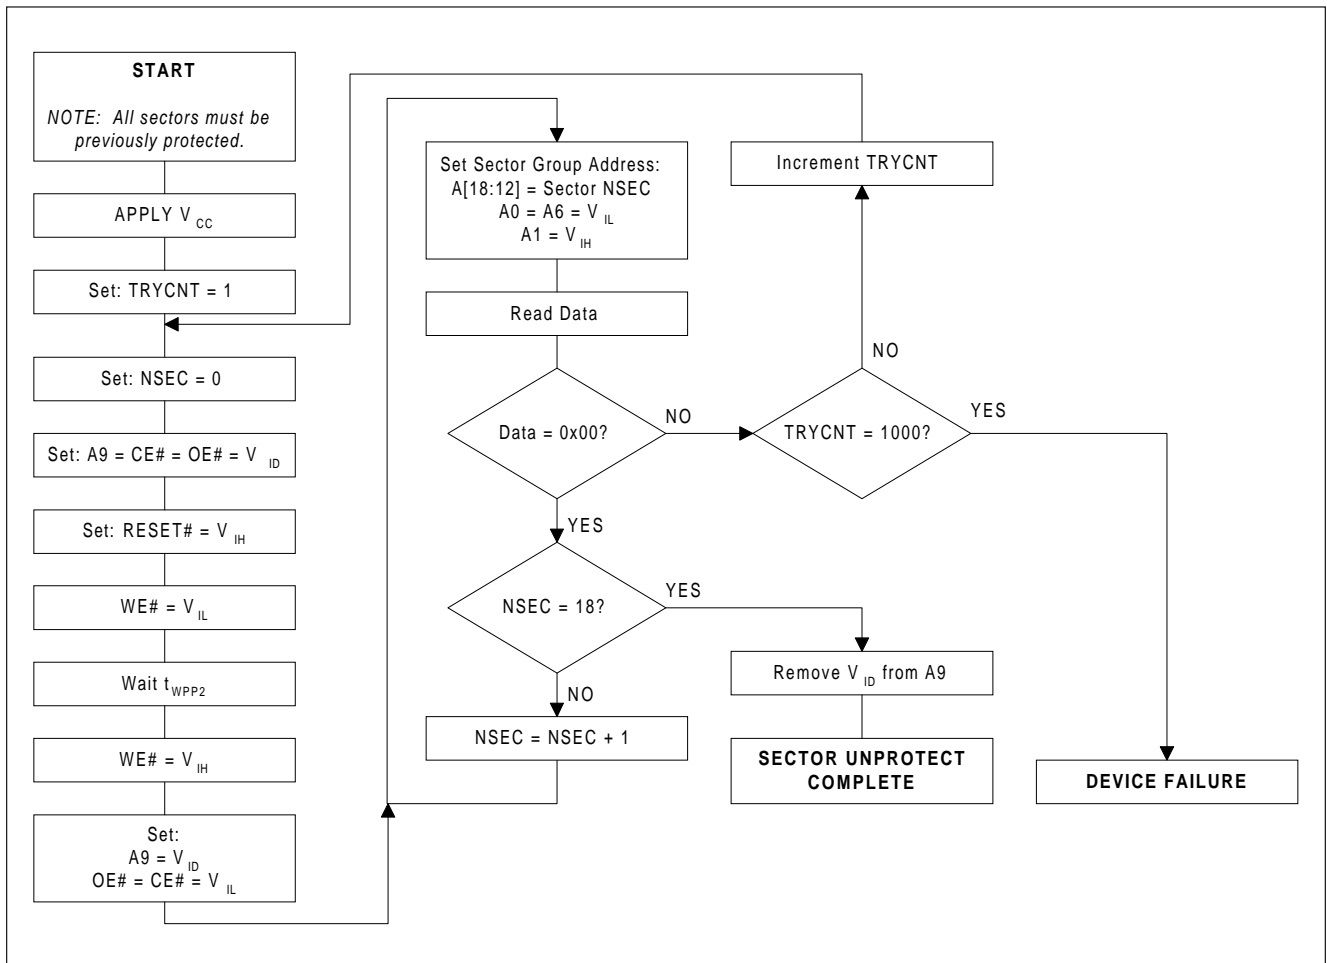 START
NOTE: All sectors must be
previously protected.
APPLY V CC
Set: TRYCNT = 1
Set: NSEC = 0
Set: A9 = CE# = OE# = V ID
Set: RESET# = V IH
WE# = V IL
Wait t WPP2
WE# = V IH
Set:
A9 = V ID
OE# = CE# = V IL
Set Sector Group Address:
A[18:12] = Sector NSEC
A0 = A6 = V IL
A1 = V IH
Read Data
Data = 0x00?
NO
YES
NSEC = 18?
YES
NO
NSEC = NSEC + 1
Increment TRYCNT
NO
TRYCNT = 1000?
YES
Remove V ID from A9
SECTOR UNPROTECT
COMPLETE
DEVICE FAILURE